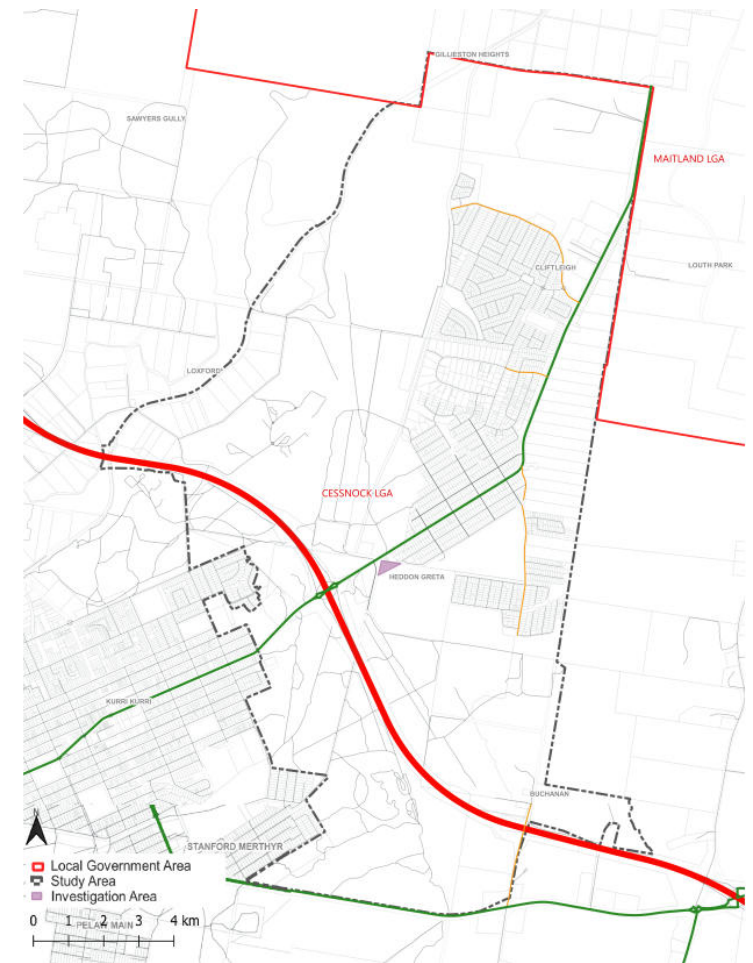 GILLIESTON HEIGHTS
SAWYERS GULLY
MAITLAND LGA
CLIFTLEIGH
LOUTH PARK
LOXFORD
CESSNOCK LGA
HEDDON GRETA
KURRI KURRI
BUCHANAN
N
STANFORD MERTHYR
Local Government Area
Study Area
Investigation Area
0 1 2 3 4 km
PELAW MAIN